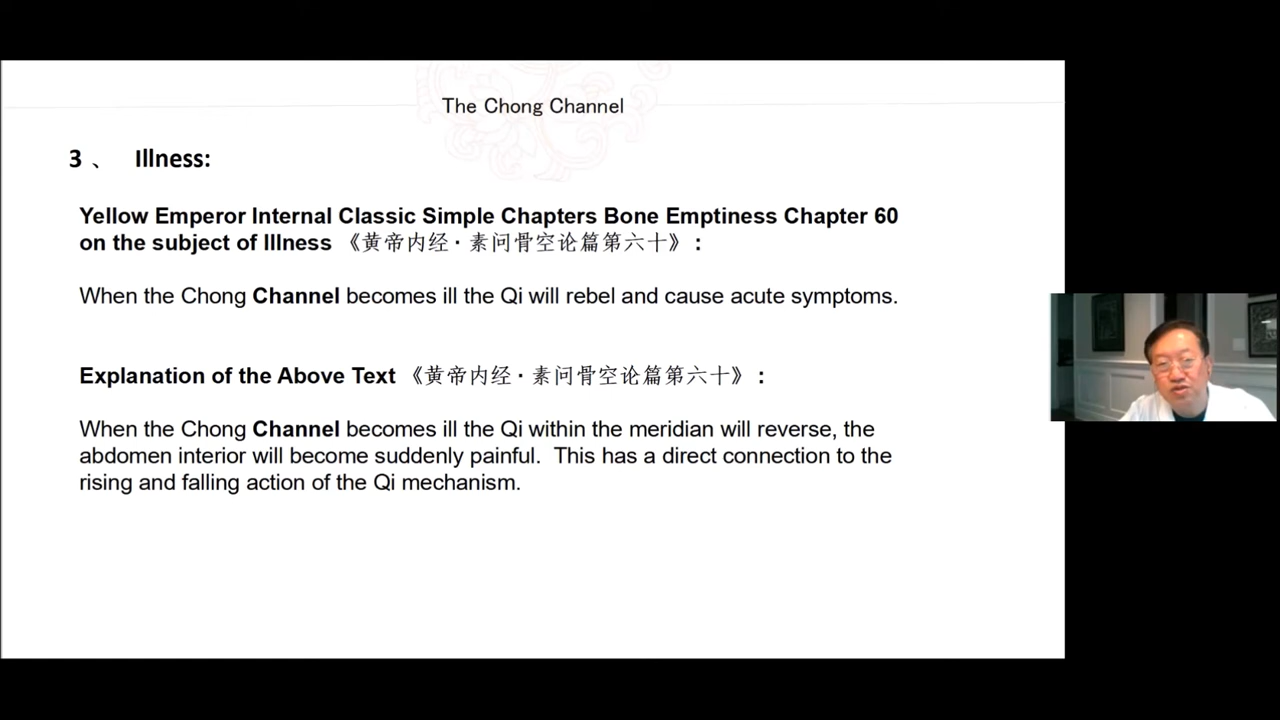 The Chong Channel
3 、 Illness:
Yellow Emperor Internal Classic Simple Chapters Bone Emptiness Chapter 60
on the subject of Illness 《黄帝内经·素问骨空论篇第六十》 :
When the Chong Channel becomes ill the Qi will rebel and cause acute symptoms.
Explanation of the Above Text 《黄帝内经·素问骨空论篇第六十》 :
When the Chong Channel becomes ill the Qi within the meridian will reverse, the
abdomen interior will become suddenly painful.  This has a direct connection to the
rising and falling action of the Qi mechanism.